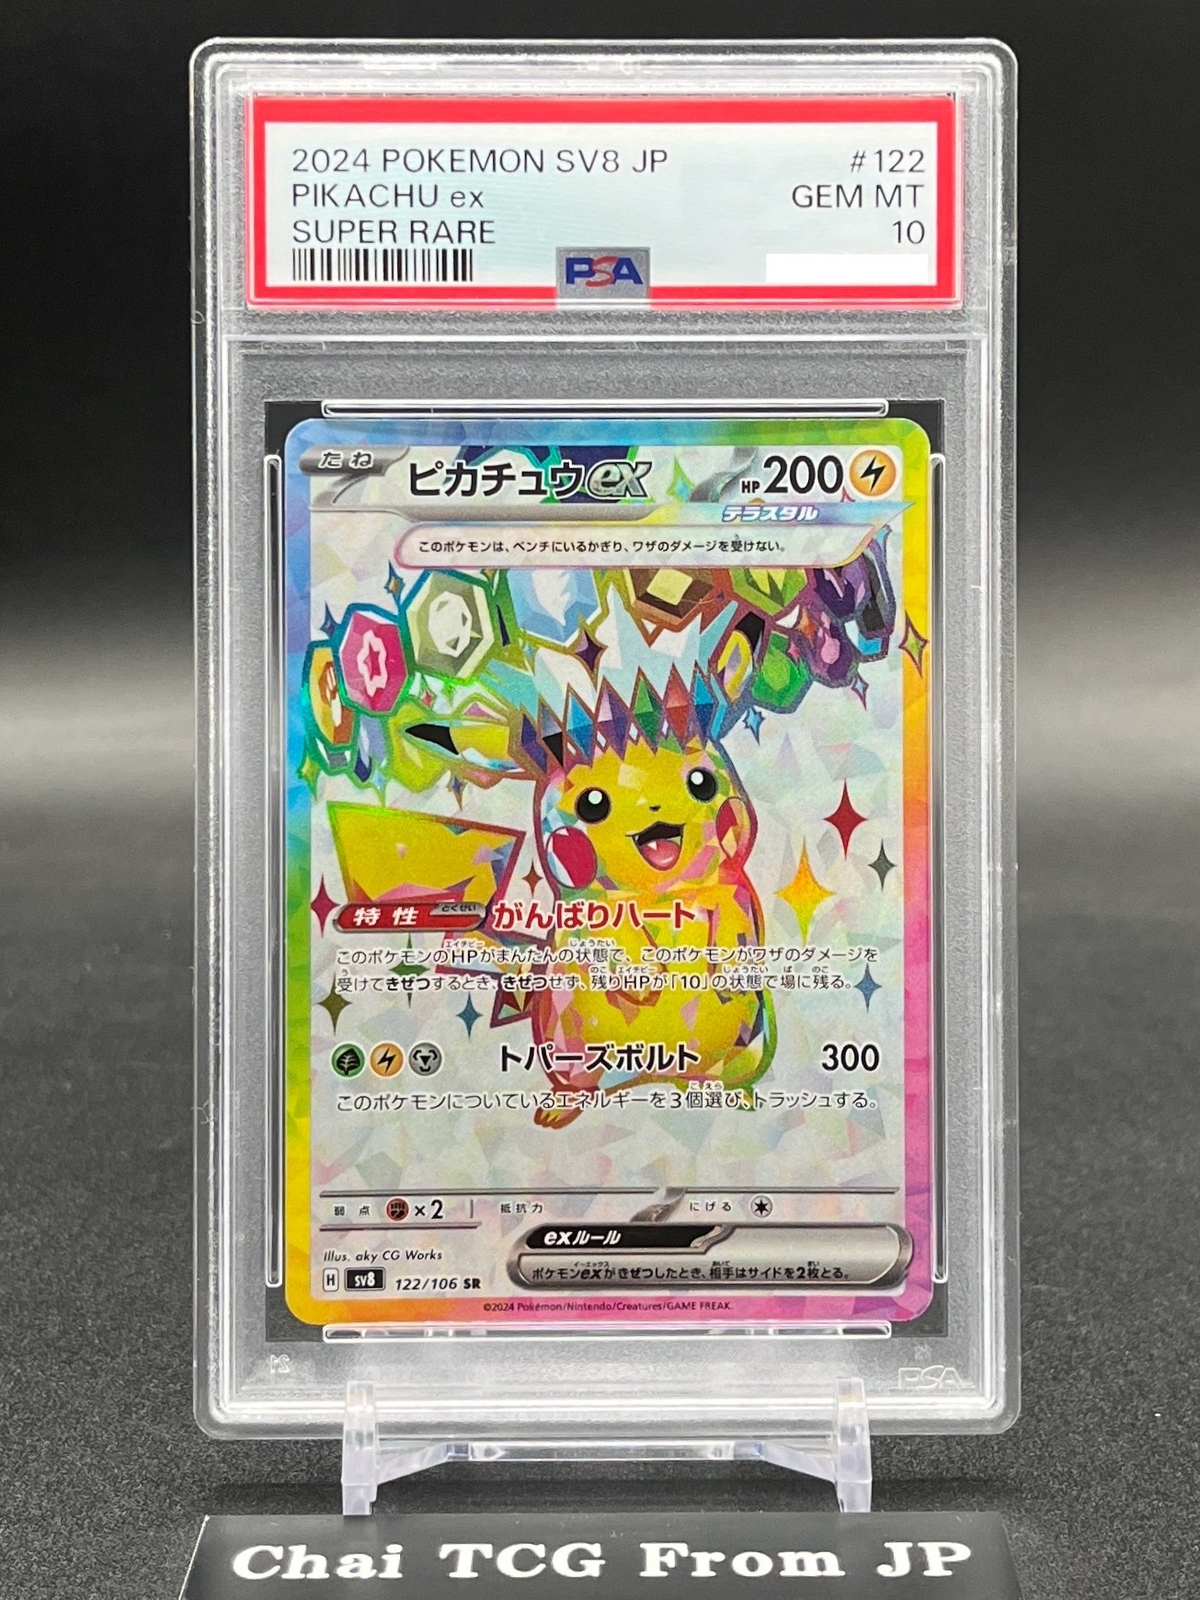 2024 POKEMON SV8 JP #122
PIKACHU ex GEM MT
SUPER RARE 10
PSA
たね ピカチュウex HP 200
テラスタル
このポケモンは、ベンチにいるかぎり、ワザのダメージを受けない。
特性 とくせい がんばりハート
このポケモンのHPがまんたんの状態で、このポケモンがワザのダメージを
受けてきぜつするとき、きぜつせず、残りHPが「10」の状態で場に残る。
トパーズボルト 300
このポケモンについているエネルギーを3個選び、トラッシュする。
弱点 ×2 抵抗力 にげる
exルール
ポケモンexがきぜつしたとき、相手はサイドを2枚とる。
Illus. aky CG Works
H sv8 122/106 SR
©2024 Pokémon/Nintendo/Creatures/GAME FREAK.
PSA
Chai TCG From JP